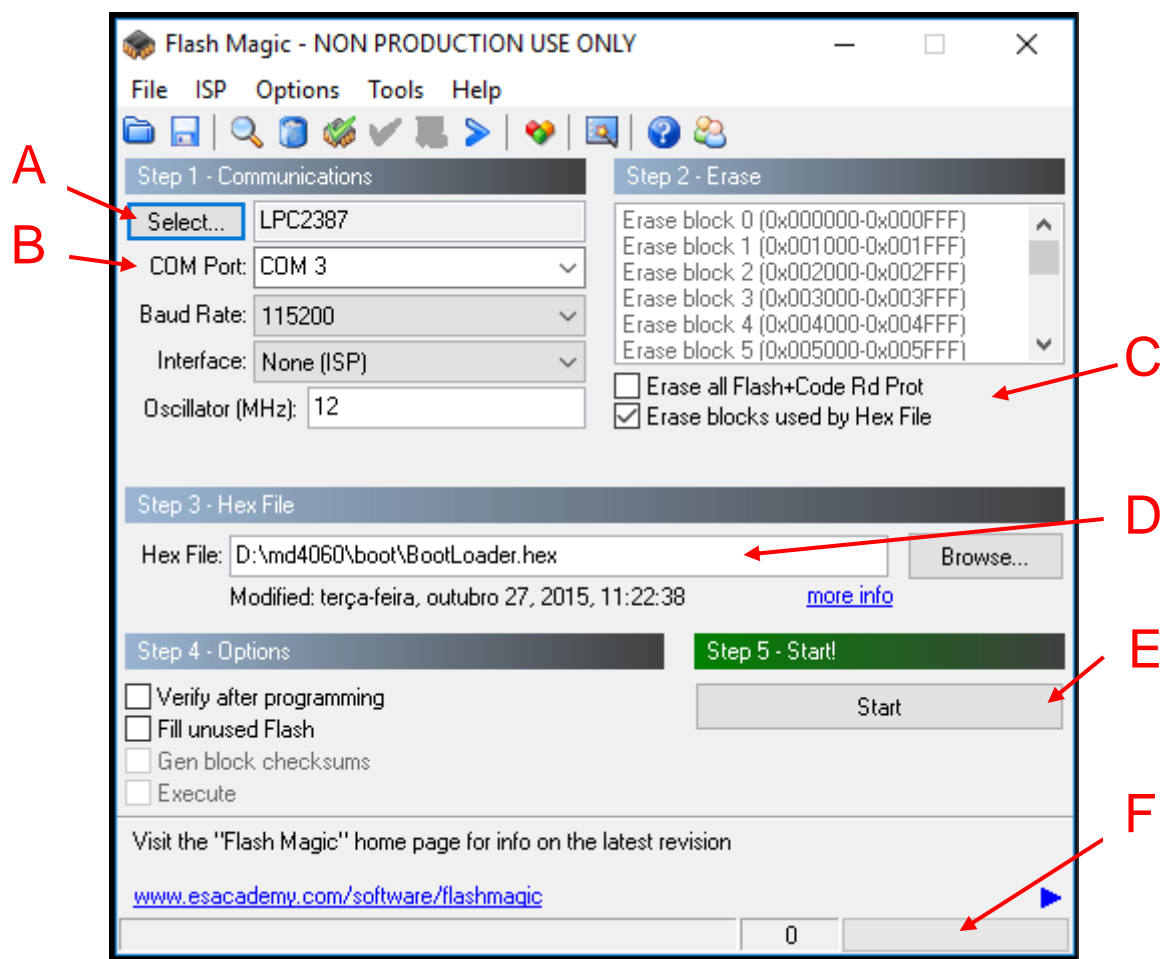 Flash Magic - NON PRODUCTION USE ONLY
File ISP Options Tools Help
A
Step 1 - Communications
Step 2 - Erase
Select... LPC2387
B
COM Port: COM 3
Baud Rate: 115200
Interface: None (ISP)
Oscillator (MHz): 12
Erase block 0 (0x000000-0x000FFF)
Erase block 1 (0x001000-0x001FFF)
Erase block 2 (0x002000-0x002FFF)
Erase block 3 (0x003000-0x003FFF)
Erase block 4 (0x004000-0x004FFF)
Erase block 5 (0x005000-0x005FFF)
C
Erase all Flash+Code Rd Prot
Erase blocks used by Hex File
Step 3 - Hex File
D
Hex File: D:\md4060\boot\BootLoader.hex Browse...
Modified: terça-feira, outubro 27, 2015, 11:22:38 more info
Step 4 - Options
Step 5 - Start!
E
Verify after programming
Fill unused Flash
Gen block checksums
Execute
Start
F
Visit the "Flash Magic" home page for info on the latest revision
www.esacademy.com/software/flashmagic
0